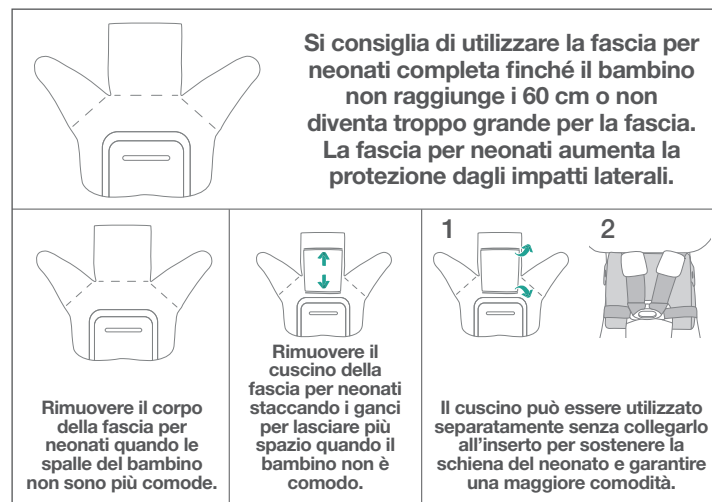 Si consiglia di utilizzare la fascia per
neonati completa finché il bambino
non raggiunge i 60 cm o non
diventa troppo grande per la fascia.
La fascia per neonati aumenta la
protezione dagli impatti laterali.
Rimuovere il corpo
della fascia per
neonati quando le
spalle del bambino
non sono più comode.
Rimuovere il
cuscino della
fascia per neonati
staccando i ganci
per lasciare più
spazio quando il
bambino non è
comodo.
1
2
Il cuscino può essere utilizzato
separatamente senza collegarlo
all’inserto per sostenere la
schiena del neonato e garantire
una maggiore comodità.